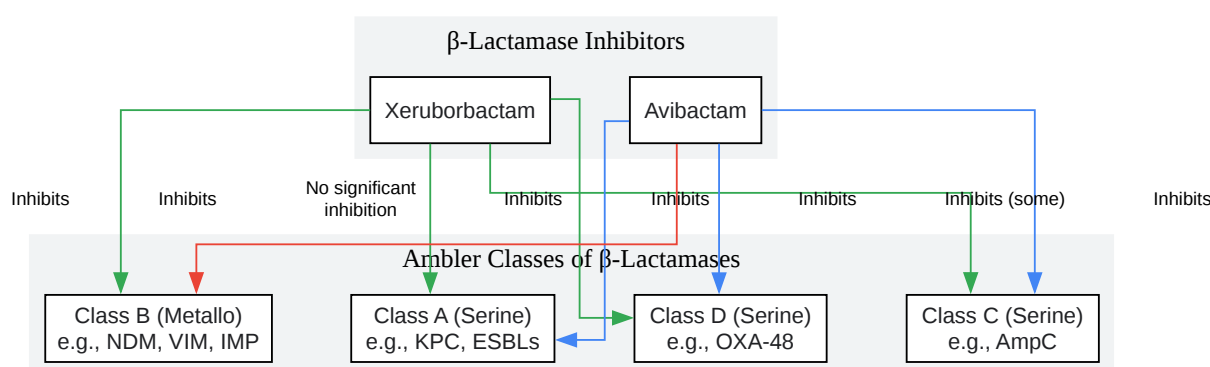 β-Lactamase Inhibitors
Xeruborbactam
Avibactam
Inhibits
Inhibits
No significant
inhibition
Inhibits
Inhibits
Inhibits
Inhibits (some)
Inhibits
Ambler Classes of β-Lactamases
Class B (Metallo)
e.g., NDM, VIM, IMP
Class A (Serine)
e.g., KPC, ESBLs
Class D (Serine)
e.g., OXA-48
Class C (Serine)
e.g., AmpC